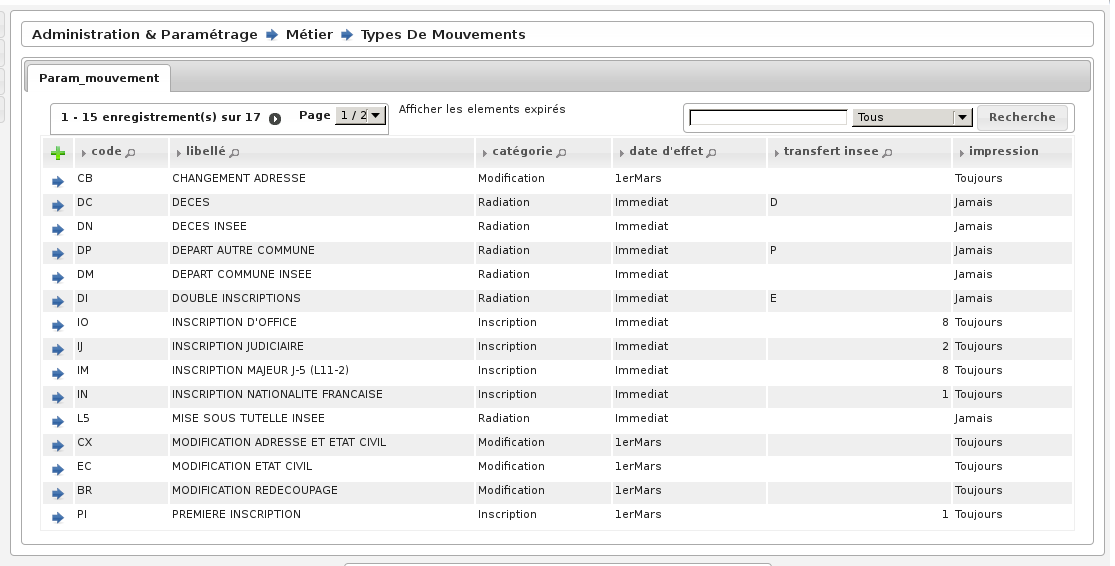 Administration & Paramétrage Métier Types De Mouvements
Param_mouvement
1 - 15 enregistrement(s) sur 17 Page 1 / 2 Afficher les elements expirés Tous Recherche
code libellé catégorie date d'effet transfert insee impression
CB CHANGEMENT ADRESSE Modification 1erMars Toujours
DC DECES Radiation Immediat D Jamais
DN DECES INSEE Radiation Immediat Jamais
DP DEPART AUTRE COMMUNE Radiation Immediat P Jamais
DM DEPART COMMUNE INSEE Radiation Immediat Jamais
DI DOUBLE INSCRIPTIONS Radiation Immediat E Jamais
IO INSCRIPTION D'OFFICE Inscription Immediat 8 Toujours
IJ INSCRIPTION JUDICIAIRE Inscription Immediat 2 Toujours
IM INSCRIPTION MAJEUR J-5 (L11-2) Inscription Immediat 8 Toujours
IN INSCRIPTION NATIONALITE FRANCAISE Inscription Immediat 1 Toujours
L5 MISE SOUS TUTELLE INSEE Radiation Immediat Jamais
CX MODIFICATION ADRESSE ET ETAT CIVIL Modification 1erMars Toujours
EC MODIFICATION ETAT CIVIL Modification 1erMars Toujours
BR MODIFICATION REDECOUPAGE Modification 1erMars Toujours
PI PREMIERE INSCRIPTION Inscription 1erMars 1 Toujours